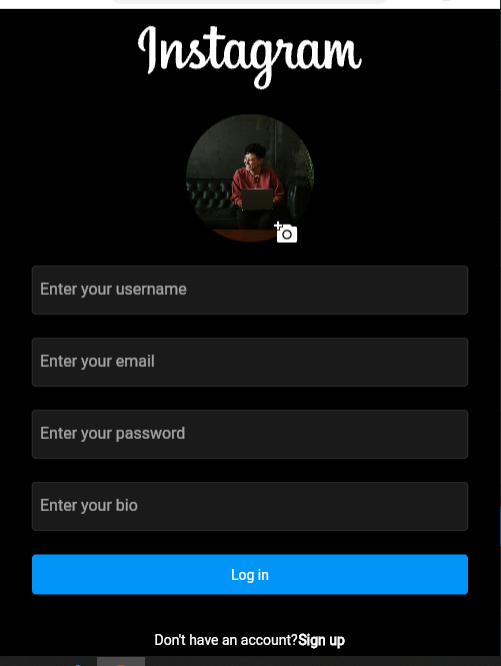 Instagram
Enter your username
Enter your email
Enter your password
Enter your bio
Log in
Don't have an account?Sign up